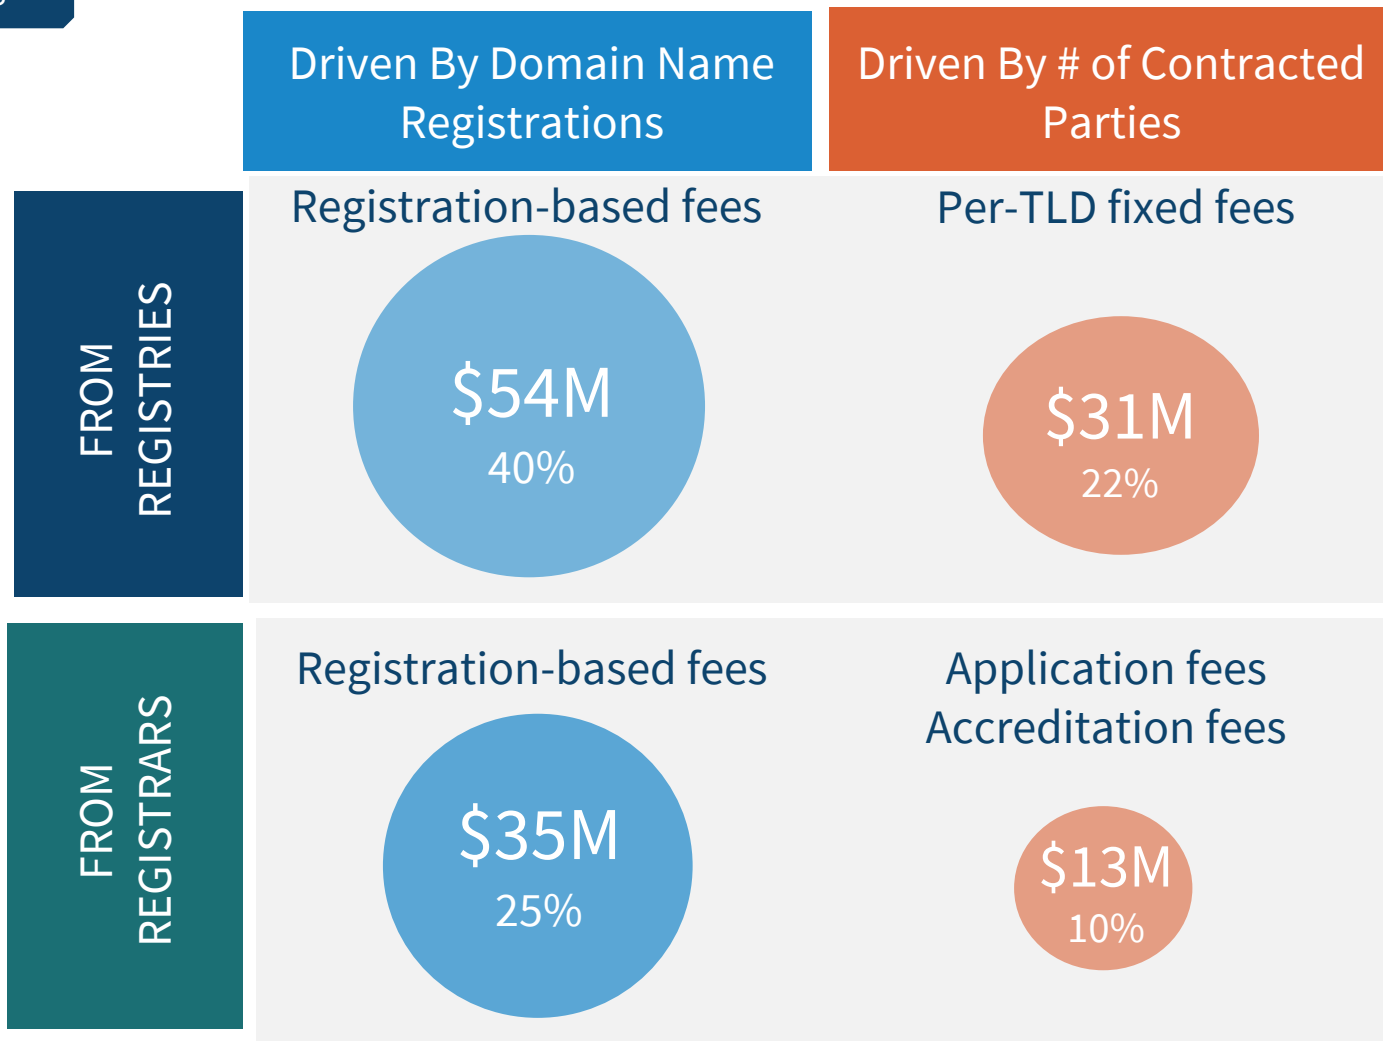 Driven By Domain Name
Registrations
Driven By # of Contracted
Parties
FROM
REGISTRIES
Registration-based fees
$54M
40%
Per-TLD fixed fees
$31M
22%
FROM
REGISTRARS
Registration-based fees
$35M
25%
Application fees
Accreditation fees
$13M
10%